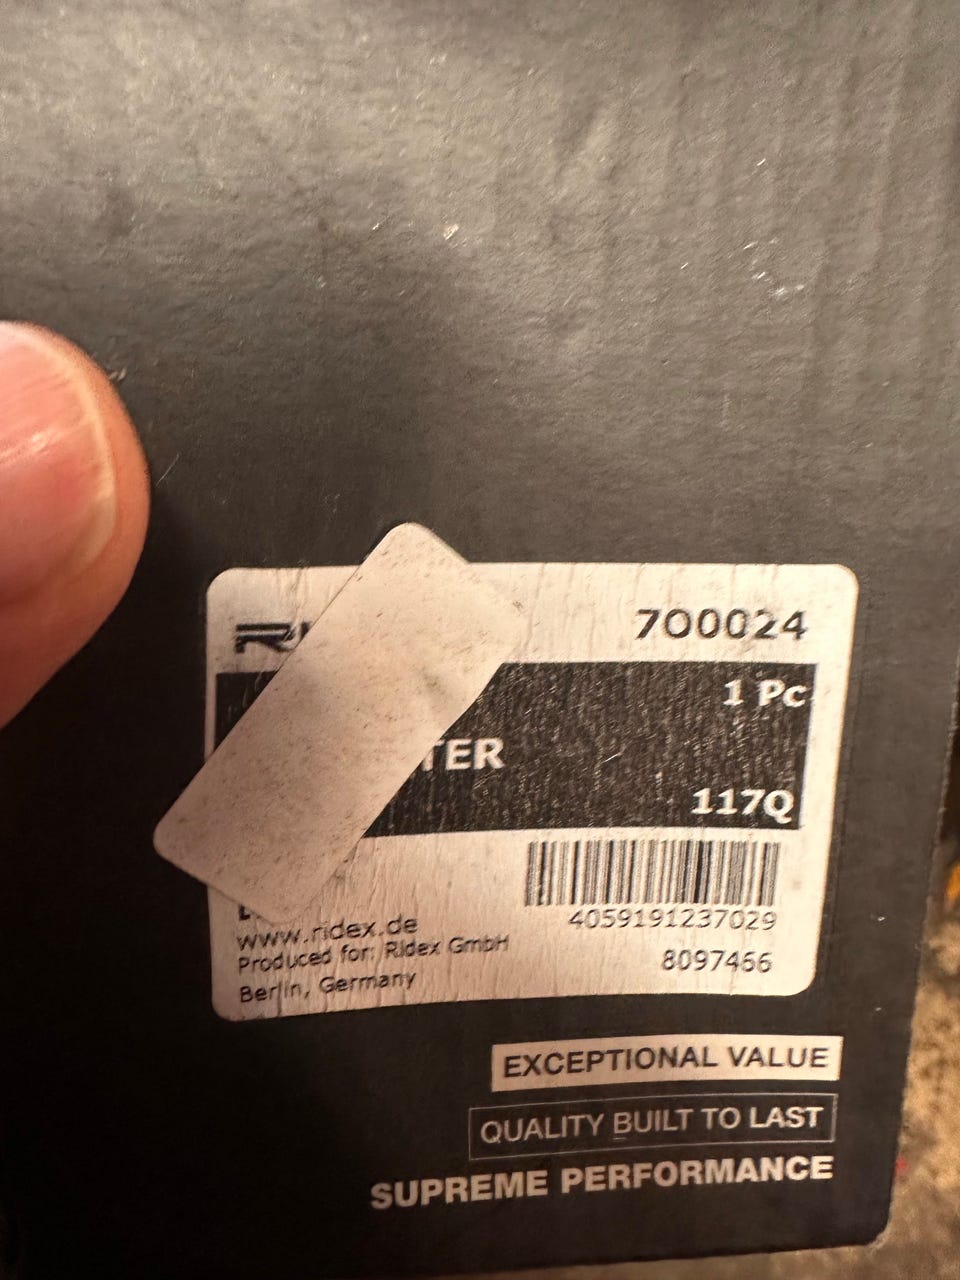 7O0024
1 Pc
TER
117Q
4059191237029
www.ridex.de
Produced for: Ridex GmbH
8097466
Berlin, Germany
EXCEPTIONAL VALUE
QUALITY BUILT TO LAST
SUPREME PERFORMANCE